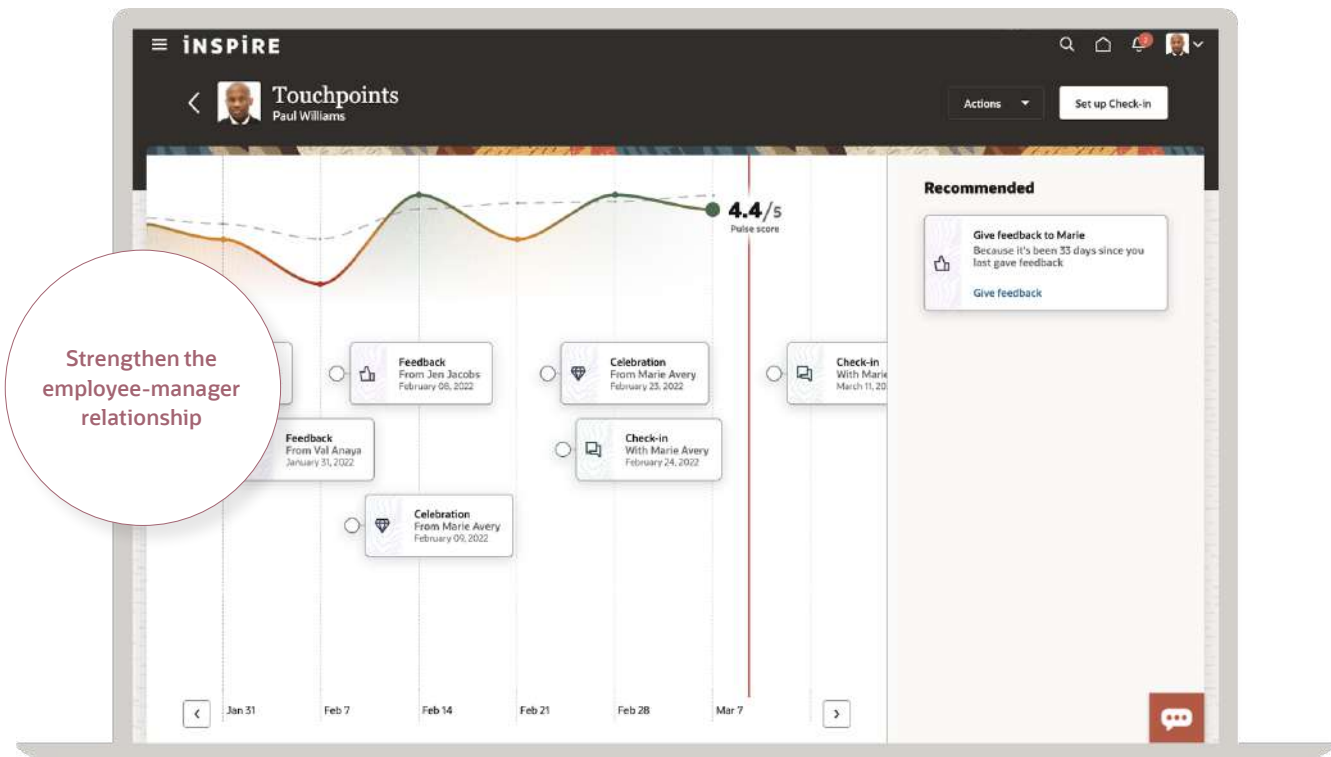 iNSPiRE
2
Touchpoints
Paul Williams
Actions
Set up Check-in
4.4/5
Pulse score
Recommended
Give feedback to Marie
Because it's been 33 days since you
last gave feedback
Give feedback
Strengthen the
employee-manager
relationship
Feedback
From Jen Jacobs
February 08, 2022
Celebration
From Marie Avery
February 23, 2022
Check-in
With Marie
March 11, 20
Feedback
From Val Anaya
January 31, 2022
Check-in
With Marie Avery
February 24, 2022
Celebration
From Marie Avery
February 09, 2022
Jan 31
Feb 7
Feb 14
Feb 21
Feb 28
Mar 7